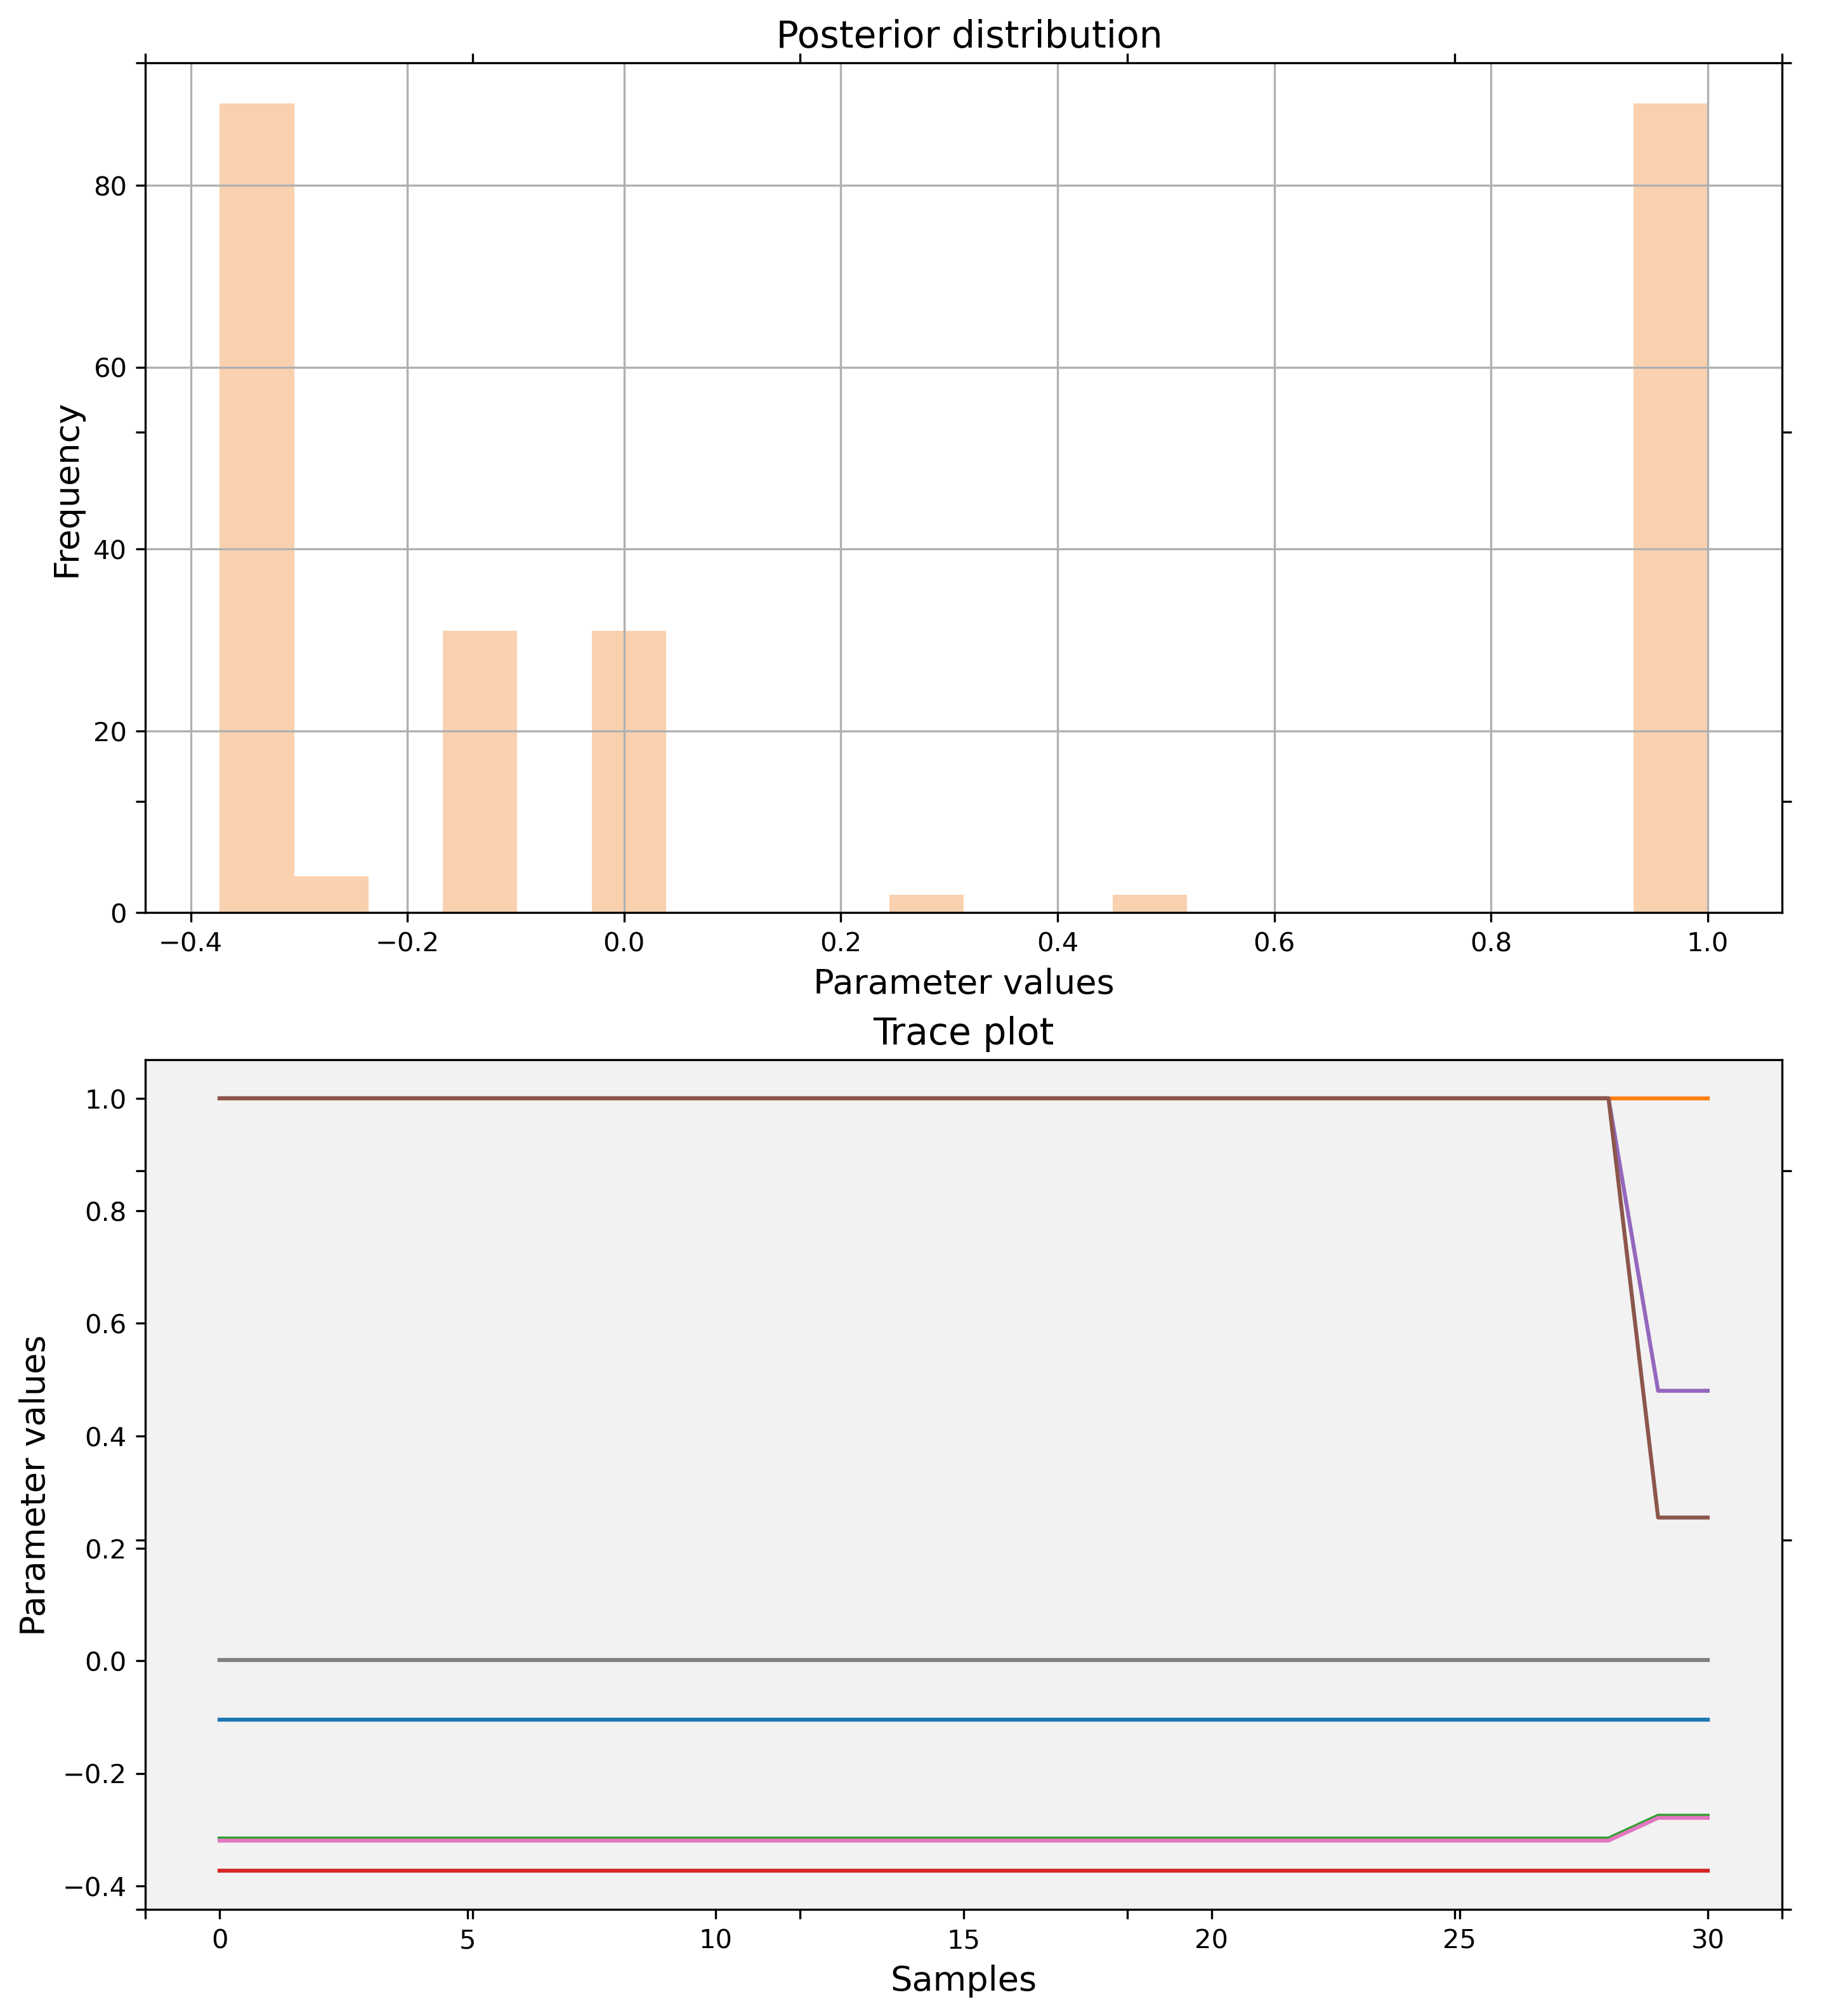 Posterior distribution
Frequency
80
60
40
20
0
−0.4 −0.2 0.0 0.2 0.4 0.6 0.8 1.0
Parameter values
Trace plot
Parameter values
1.0
0.8
0.6
0.4
0.2
0.0
−0.2
−0.4
0 5 10 15 20 25 30
Samples